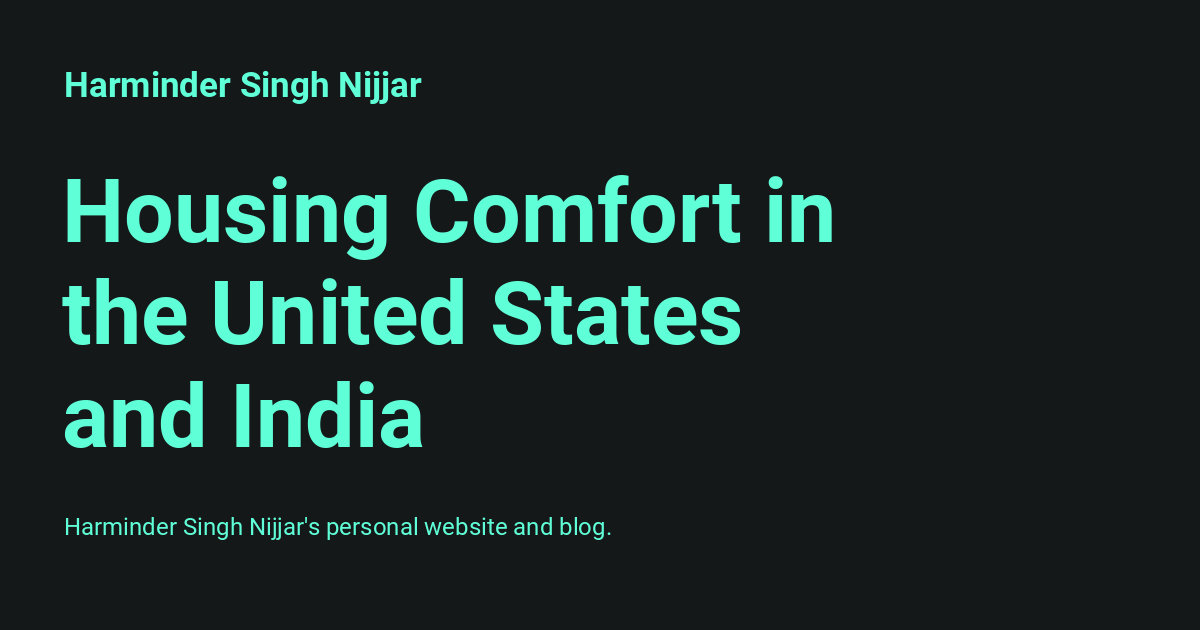 Harminder Singh Nijjar
Housing Comfort in
the United States
and India
Harminder Singh Nijjar's personal website and blog.